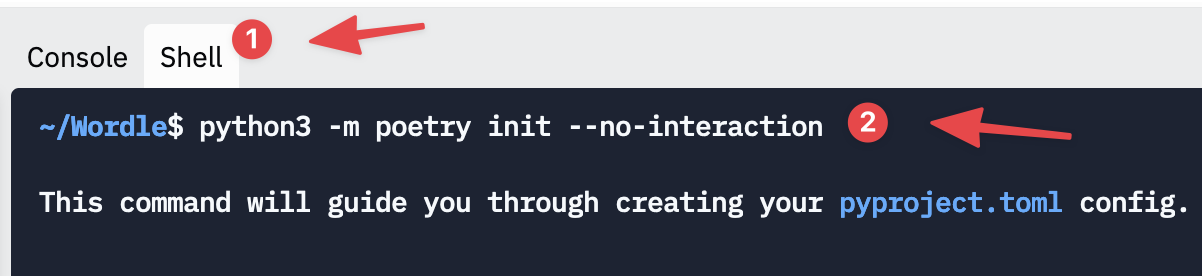 Console Shell 1
~/Wordle$ python3 -m poetry init --no-interaction 2
This command will guide you through creating your pyproject.toml config.